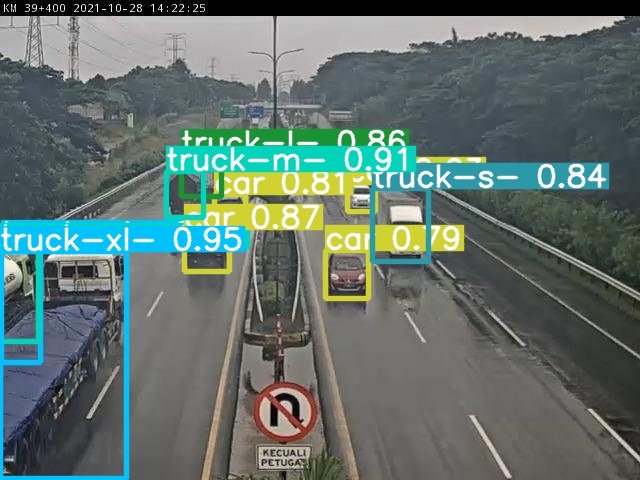 KM 39+400 2021-10-28 14:22:25
truck-l- 0.86
truck-m- 0.91
car 0.81
truck-s- 0.84
car 0.87
truck-xl- 0.95
car 0.79
KECUALI
PETUGAS